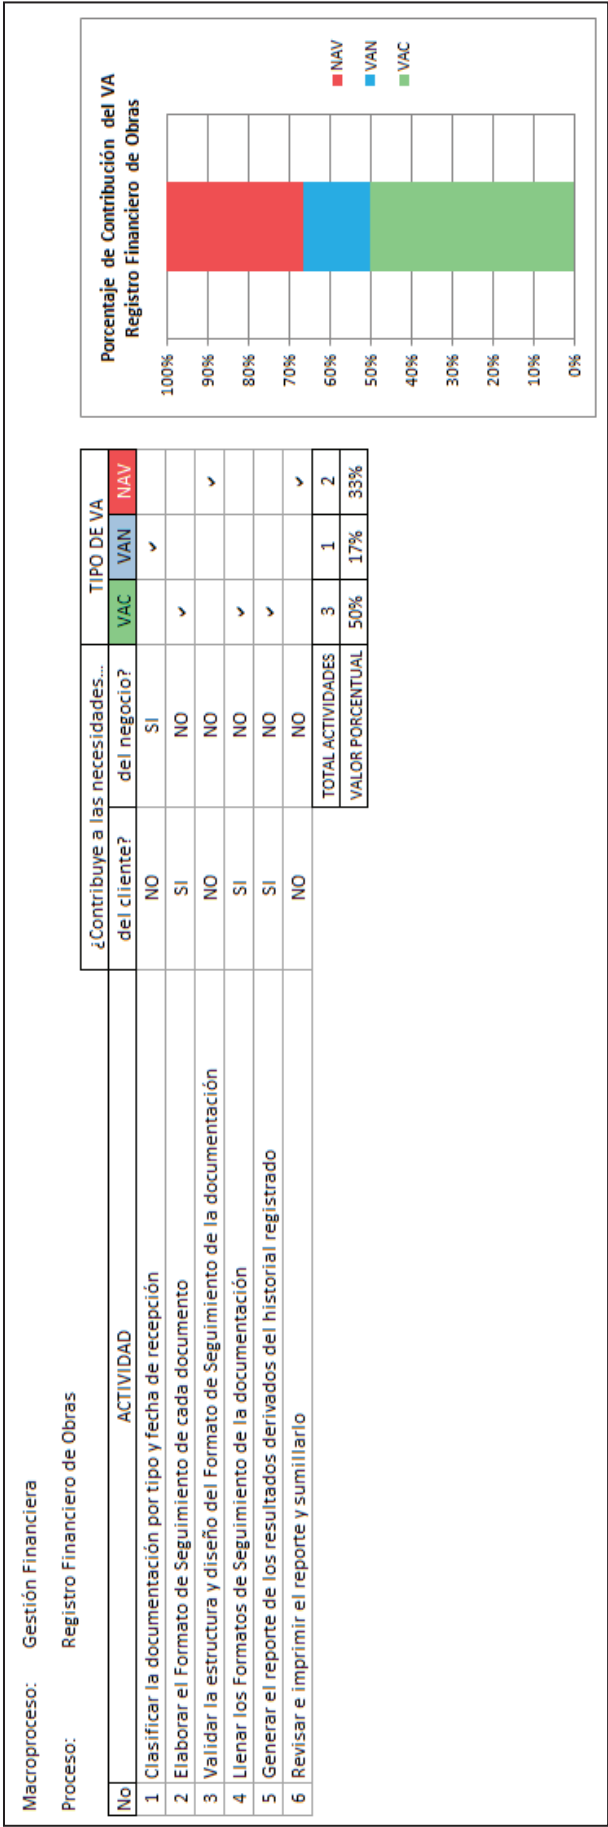 Macroproceso: Gestión Financiera
Proceso: Registro Financiero de Obras
¿Contribuye a las necesidades... TIPO DE VA
No ACTIVIDAD del cliente? del negocio? VAC VAN NAV
1 Clasificar la documentación por tipo y fecha de recepción NO SI ✓
2 Elaborar el Formato de Seguimiento de cada documento SI NO ✓
3 Validar la estructura y diseño del Formato de Seguimiento de la documentación NO NO ✓
4 Llenar los Formatos de Seguimiento de la documentación SI NO ✓
5 Generar el reporte de los resultados derivados del historial registrado SI NO ✓
6 Revisar e imprimir el reporte y sumillarlo NO NO ✓
TOTAL ACTIVIDADES 3 1 2
VALOR PORCENTUAL 50% 17% 33%
Porcentaje de Contribución del VA
Registro Financiero de Obras
100%
90%
80%
70%
60%
50%
40%
30%
20%
10%
0%
NAV
VAN
VAC